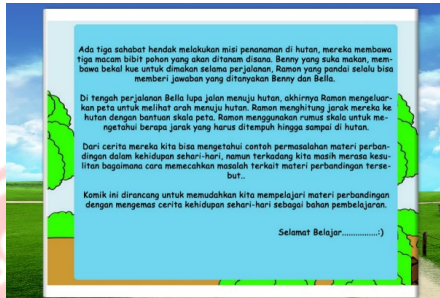 Ada tiga sahabat hendak melakukan misi penanaman di hutan, mereka membawa
tiga macam bibit pohon yang akan ditanam disana. Benny yang suka makan, mem-
bawa bekal kue untuk dimakan selama perjalanan, Ramon yang pandai selalu bisa
memberi jawaban yang ditanyakan Benny dan Bella.
Di tengah perjalanan Bella lupa jalan menuju hutan, akhirnya Ramon mengeluar-
kan peta untuk melihat arah menuju hutan. Ramon menghitung jarak mereka ke
hutan dengan bantuan skala peta. Ramon menggunakan rumus skala untuk me-
ngetahui berapa jarak yang harus ditempuh hingga sampai di hutan.
Dari cerita mereka kita bisa mengetahui contoh permasalahan materi perban-
dingan dalam kehidupan sehari-hari, namun terkadang kita masih merasa kesu-
litan bagaimana cara memecahkan masalah terkait materi perbandingan terse-
but..
Komik ini dirancang untuk memudahkan kita mempelajari materi perbandingan
dengan mengemas cerita kehidupan sehari-hari sebagai bahan pembelajaran.
Selamat Belajar................:)